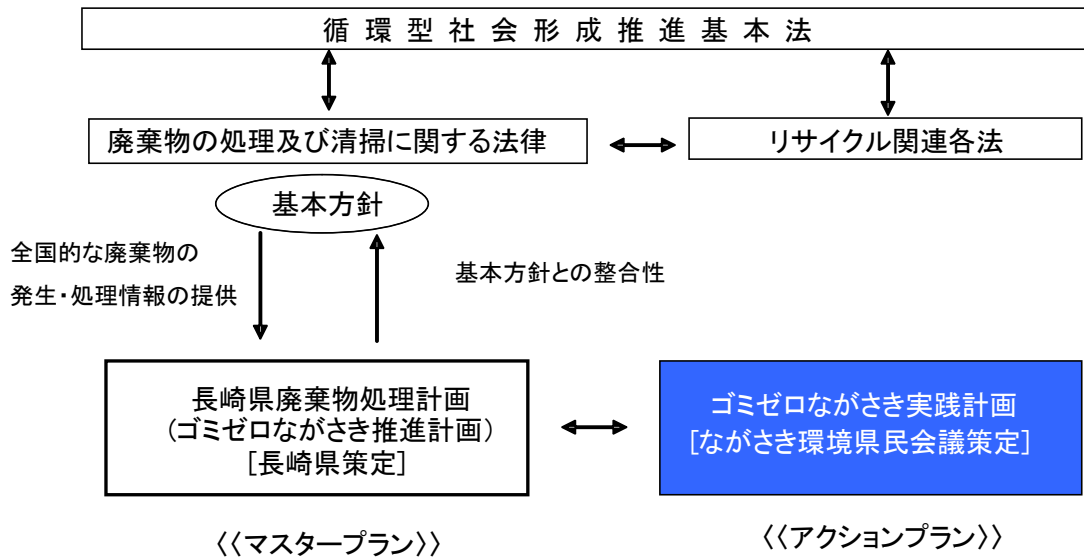 循環型社会形成推進基本法
廃棄物の処理及び清掃に関する法律
リサイクル関連各法
基本方針
全国的な廃棄物の
発生・処理情報の提供
基本方針との整合性
長崎県廃棄物処理計画
(ゴミゼロながさき推進計画)
[長崎県策定]
ゴミゼロながさき実践計画
[ながさき環境県民会議策定]
〈〈マスタープラン〉〉
〈〈アクションプラン〉〉